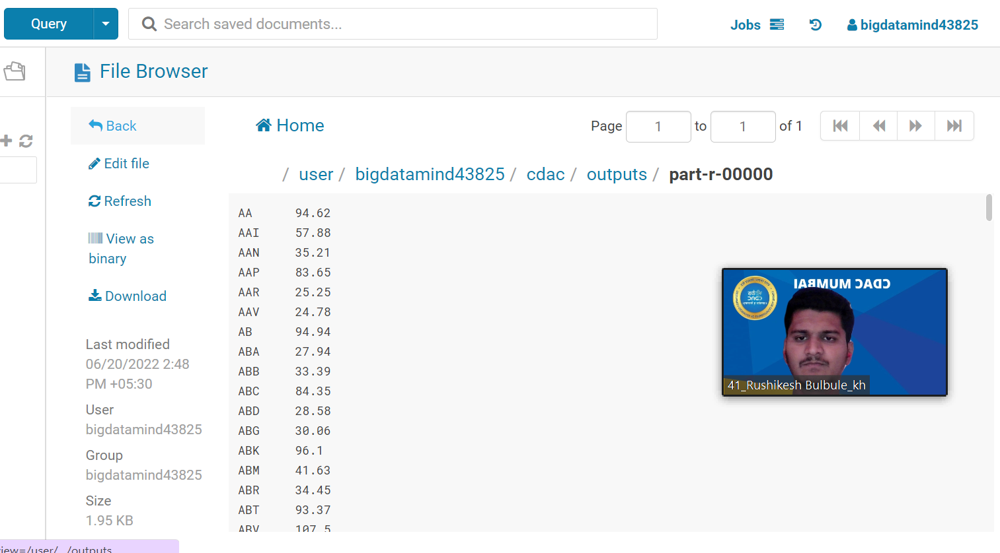 Query
Search saved documents...
Jobs
bigdatamind43825
File Browser
Back
Home
Page 1 to 1 of 1
Edit file
/ user / bigdatamind43825 / cdac / outputs / part-r-00000
Refresh
View as
binary
Download
Last modified
06/20/2022 2:48
PM +05:30
User
bigdatamind43825
Group
bigdatamind43825
Size
1.95 KB
AA 94.62
AAI 57.88
AAN 35.21
AAP 83.65
AAR 25.25
AAV 24.78
AB 94.94
ABA 27.94
ABB 33.39
ABC 84.35
ABD 28.58
ABG 30.06
ABK 96.1
ABM 41.63
ABR 34.45
ABT 93.37
ABV 107.5
CDAC MUMBAI
41_Rushikesh Bulbule_kh
iew=/user/.../outputs